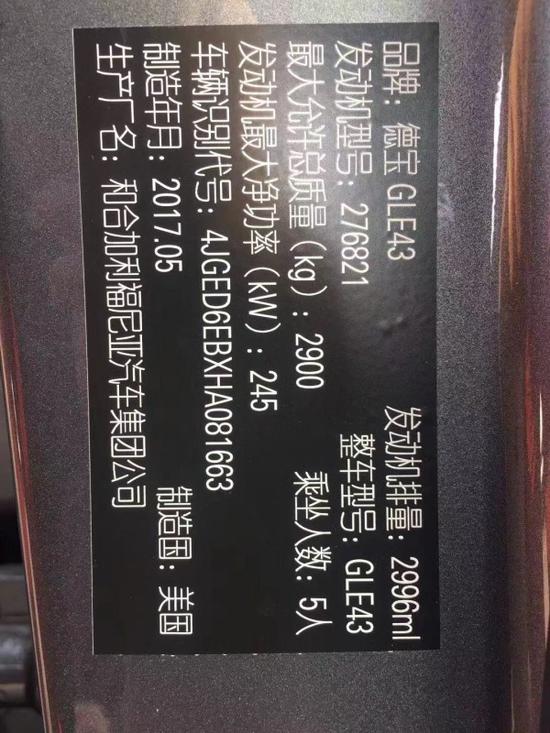 品牌：德宝 GLE43 发动机排量：2996ml
发动机型号：276821 整车型号：GLE43
最大允许总质量(kg)：2900 乘坐人数：5人
发动机最大净功率(kW)：245
车辆识别代号：4JGED6EBXHA081663
制造年月：2017.05 制造国：美国
生产厂名：和合加利福尼亚汽车集团公司